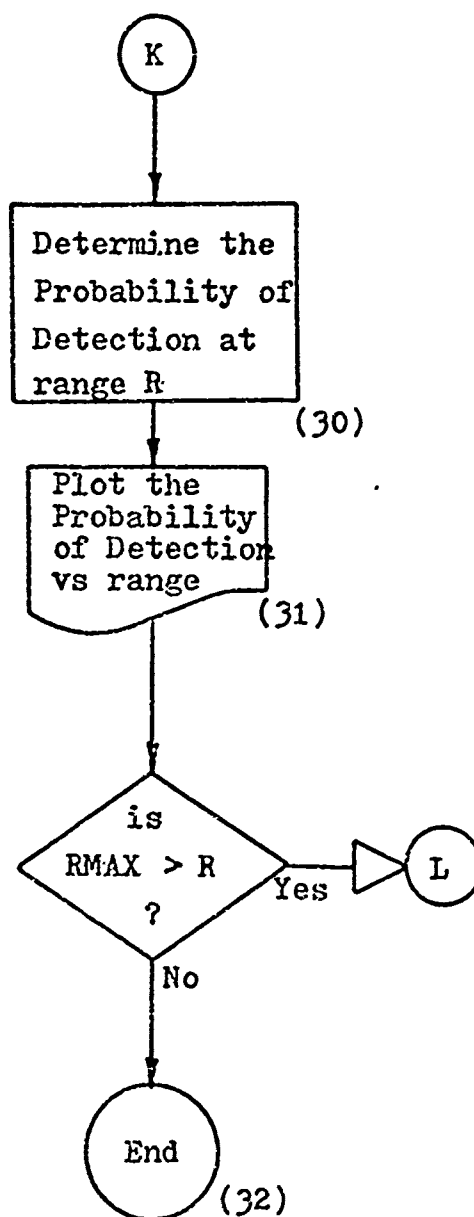 K
Determine the
Probability of
Detection at
range R
(30)
Plot the
Probability
of Detection
vs range
(31)
is
RMAX > R
?
Yes
L
No
End
(32)